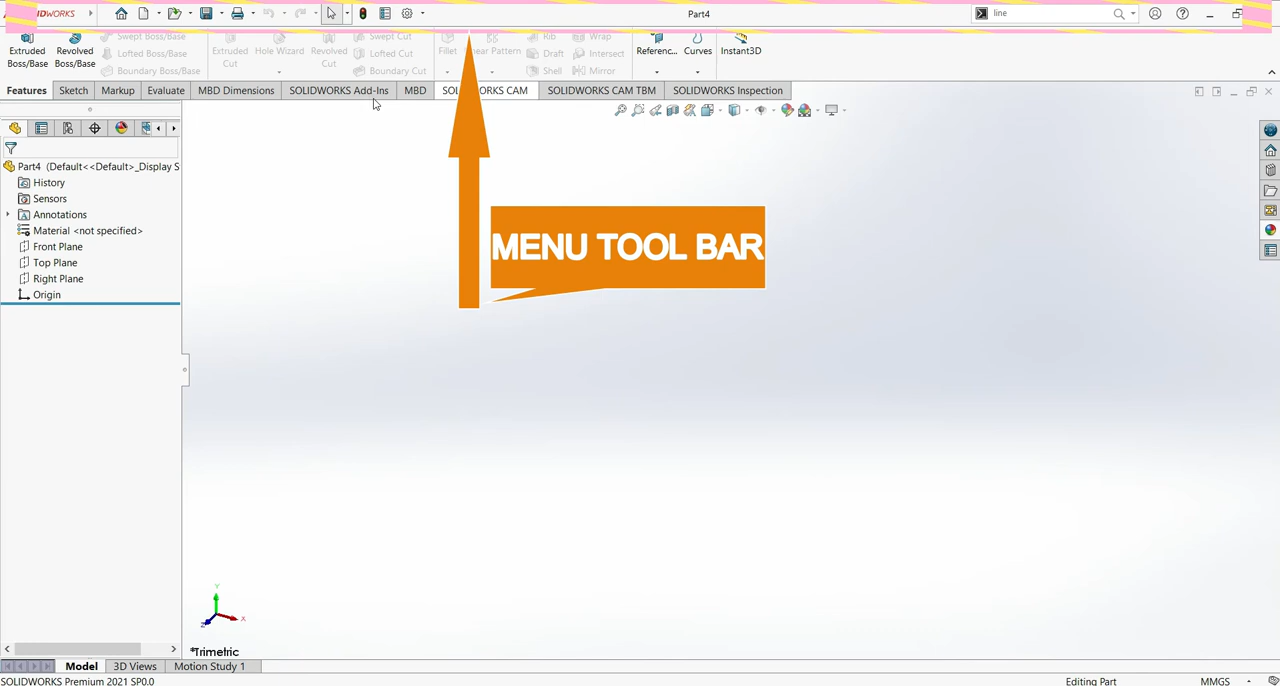 SOLIDWORKS
Part4
line
Extruded
Boss/Base
Revolved
Boss/Base
Swept Boss/Base
Lofted Boss/Base
Boundary Boss/Base
Extruded
Cut
Hole Wizard
Revolved
Cut
Swept Cut
Lofted Cut
Boundary Cut
Fillet
Linear Pattern
Rib
Draft
Shell
Wrap
Intersect
Mirror
Referenc...
Curves
Instant3D
Features
Sketch
Markup
Evaluate
MBD Dimensions
SOLIDWORKS Add-Ins
MBD
SOLIDWORKS CAM
SOLIDWORKS CAM TBM
SOLIDWORKS Inspection
Part4 (Default<<Default>_Display S
History
Sensors
Annotations
Material <not specified>
Front Plane
Top Plane
Right Plane
Origin
MENU TOOL BAR
Y
X
Z
*Trimetric
Model
3D Views
Motion Study 1
SOLIDWORKS Premium 2021 SP0.0
Editing Part
MMGS